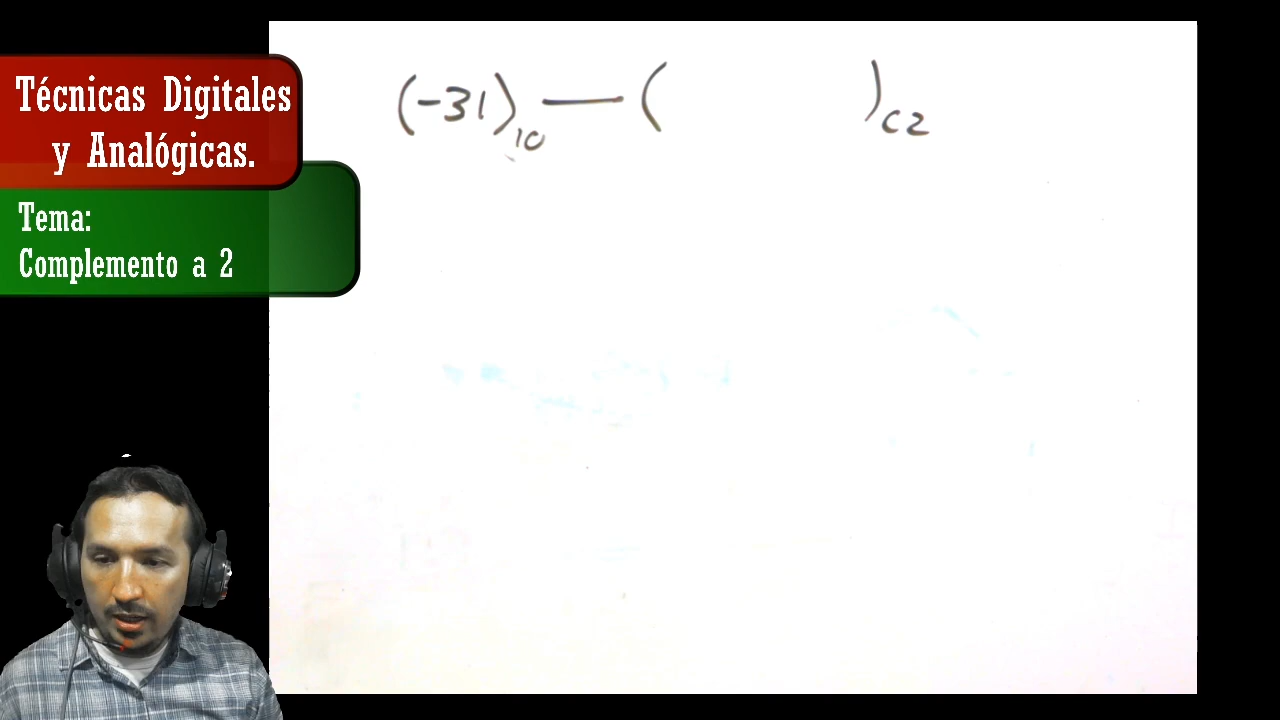 Técnicas Digitales
y Analógicas.
Tema:
Complemento a 2
(-31)10 — ( )C2